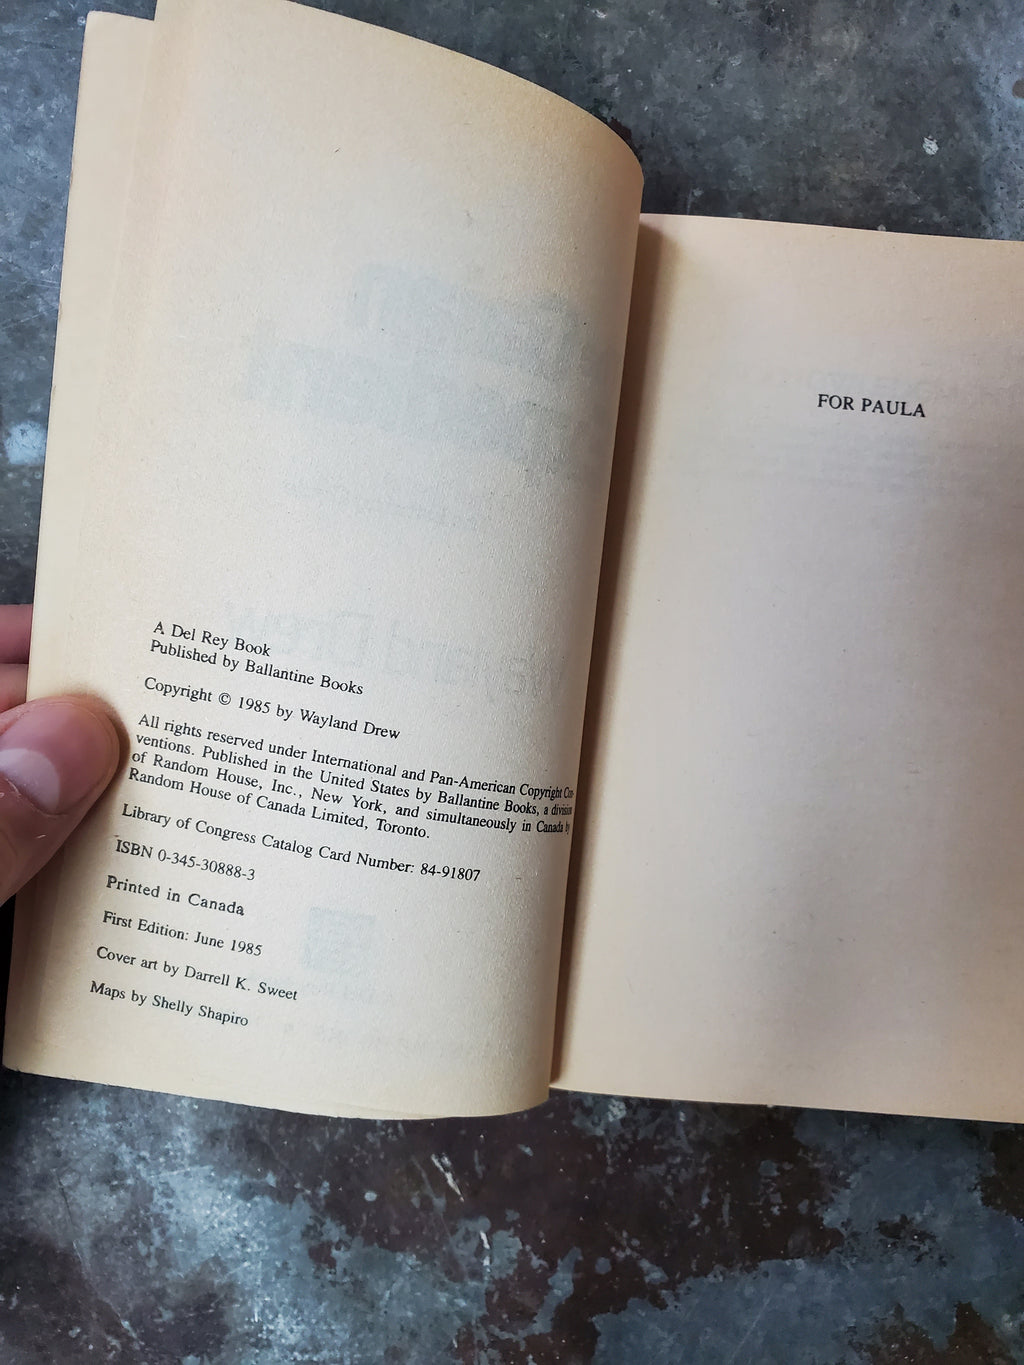 A Del Rey Book
Published by Ballantine Books
Copyright © 1985 by Wayland Drew
All rights reserved under International and Pan-American Copyright Con-
ventions. Published in the United States by Ballantine Books, a division
of Random House, Inc., New York, and simultaneously in Canada by
Random House of Canada Limited, Toronto.
Library of Congress Catalog Card Number: 84-91807
ISBN 0-345-30888-3
Printed in Canada
First Edition: June 1985
Cover art by Darrell K. Sweet
Maps by Shelly Shapiro
FOR PAULA